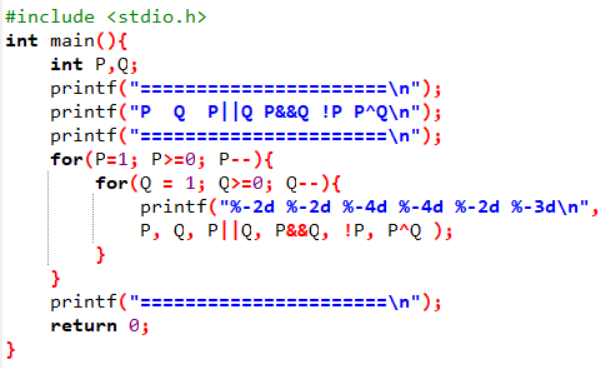 #include <stdio.h>
int main(){
    int P,Q;
    printf("======================\n");
    printf("P  Q  P||Q P&&Q !P P^Q\n");
    printf("======================\n");
    for(P=1; P>=0; P--){
        for(Q = 1; Q>=0; Q--){
            printf("%-2d %-2d %-4d %-4d %-2d %-3d\n",
            P, Q, P||Q, P&&Q, !P, P^Q );
        }
    }
    printf("======================\n");
    return 0;
}